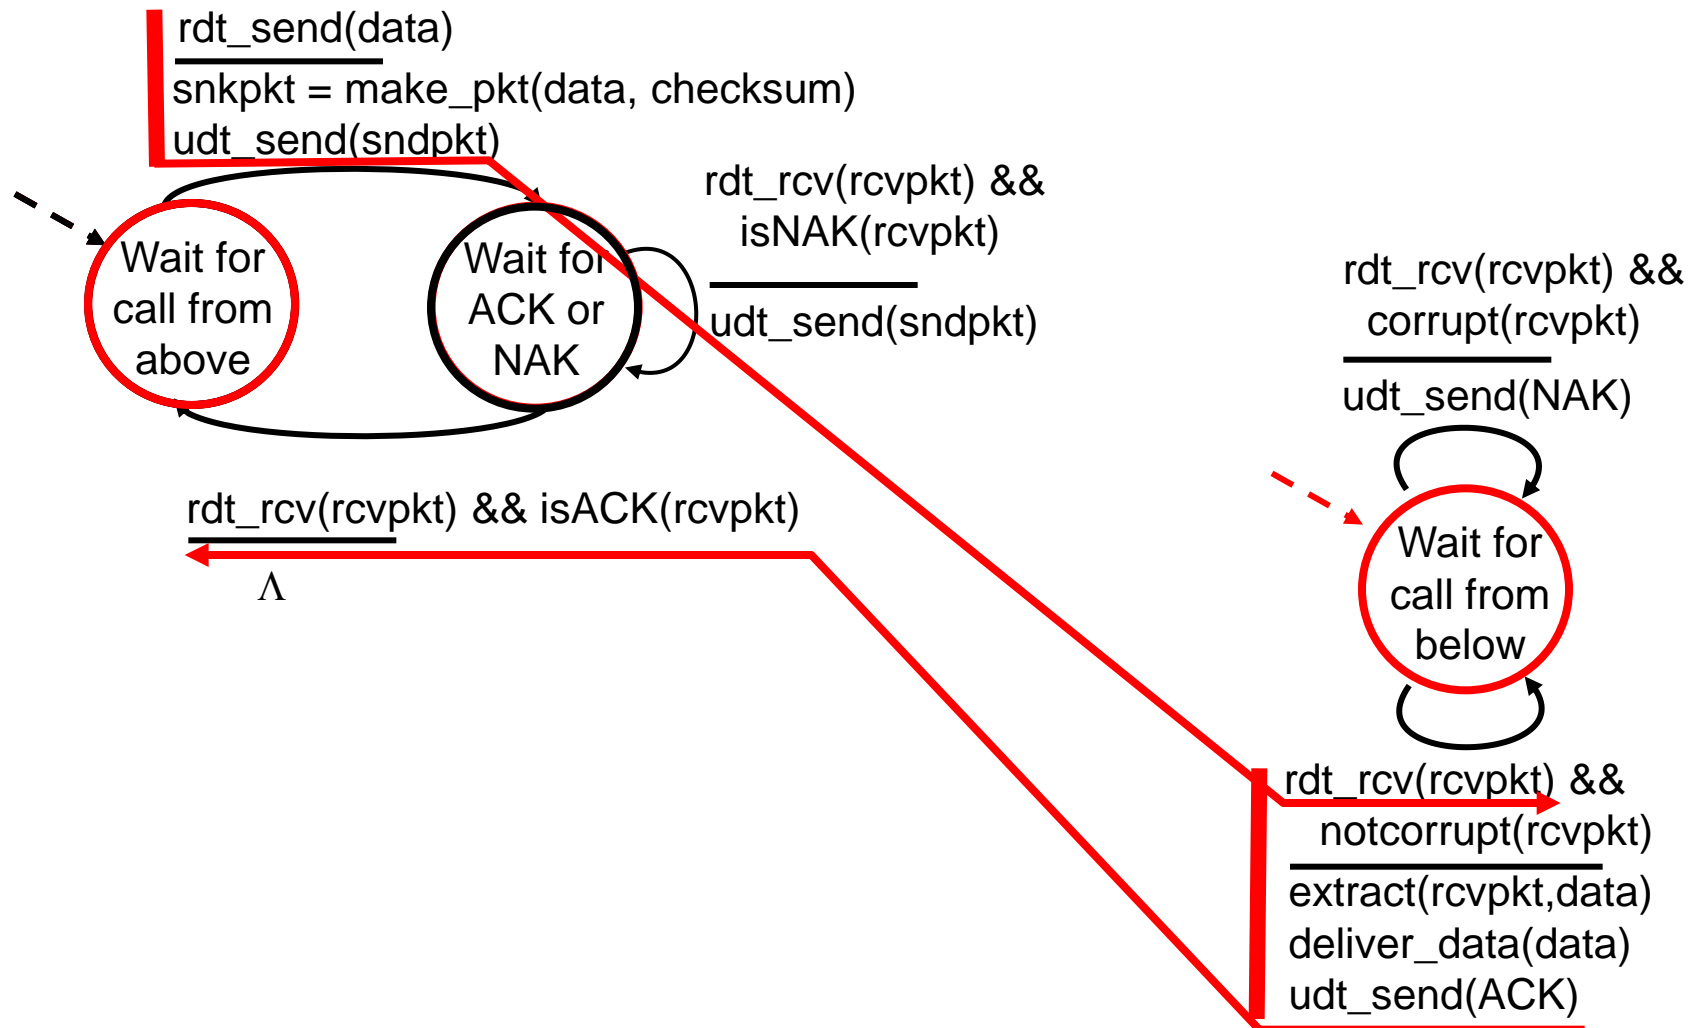 rdt_send(data)
snkpkt = make_pkt(data, checksum)
udt_send(sndpkt)
rdt_rcv(rcvpkt) &&
isNAK(rcvpkt)
udt_send(sndpkt)
Wait for
call from
above
Wait for
ACK or
NAK
rdt_rcv(rcvpkt) && isACK(rcvpkt)
Λ
rdt_rcv(rcvpkt) &&
corrupt(rcvpkt)
udt_send(NAK)
Wait for
call from
below
rdt_rcv(rcvpkt) &&
notcorrupt(rcvpkt)
extract(rcvpkt,data)
deliver_data(data)
udt_send(ACK)